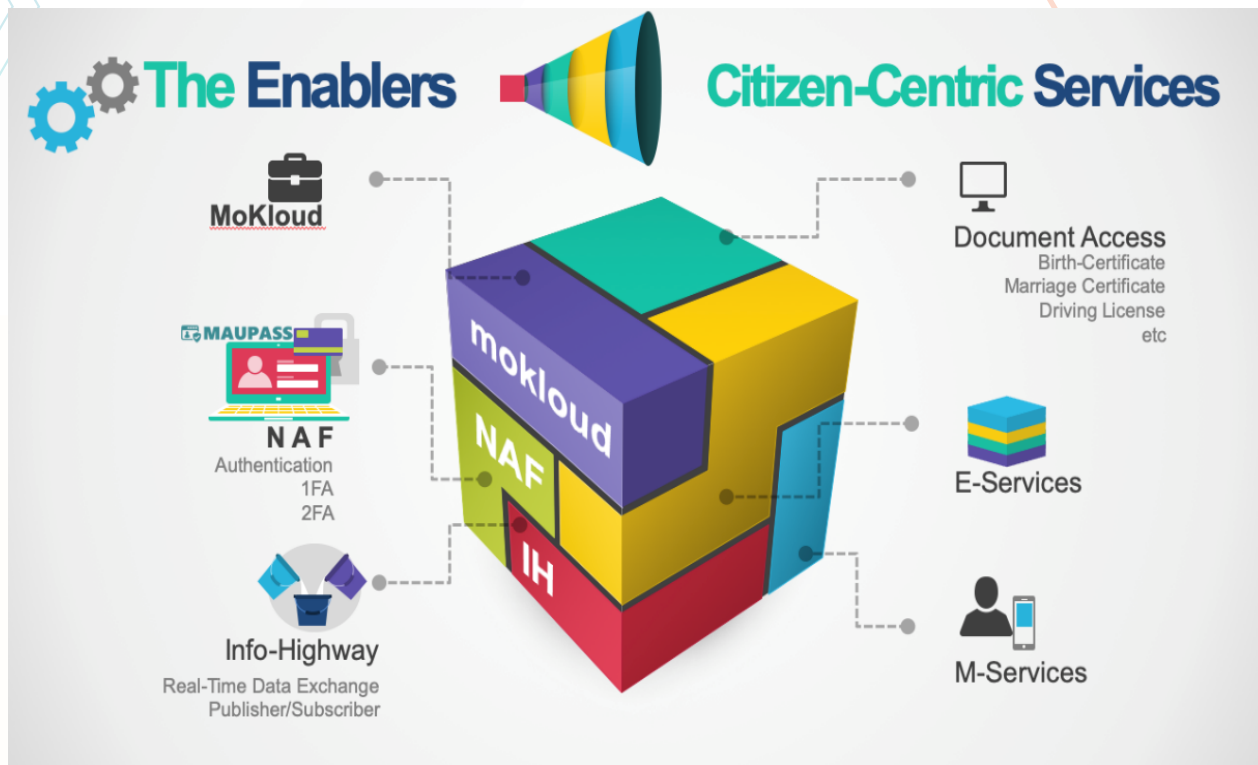 The Enablers
Citizen-Centric Services
MoKloud
MAUPASS
N A F
Authentication
1FA
2FA
Info-Highway
Real-Time Data Exchange
Publisher/Subscriber
mokloud
NAF
IH
Document Access
Birth-Certificate
Marriage Certificate
Driving License
etc
E-Services
M-Services